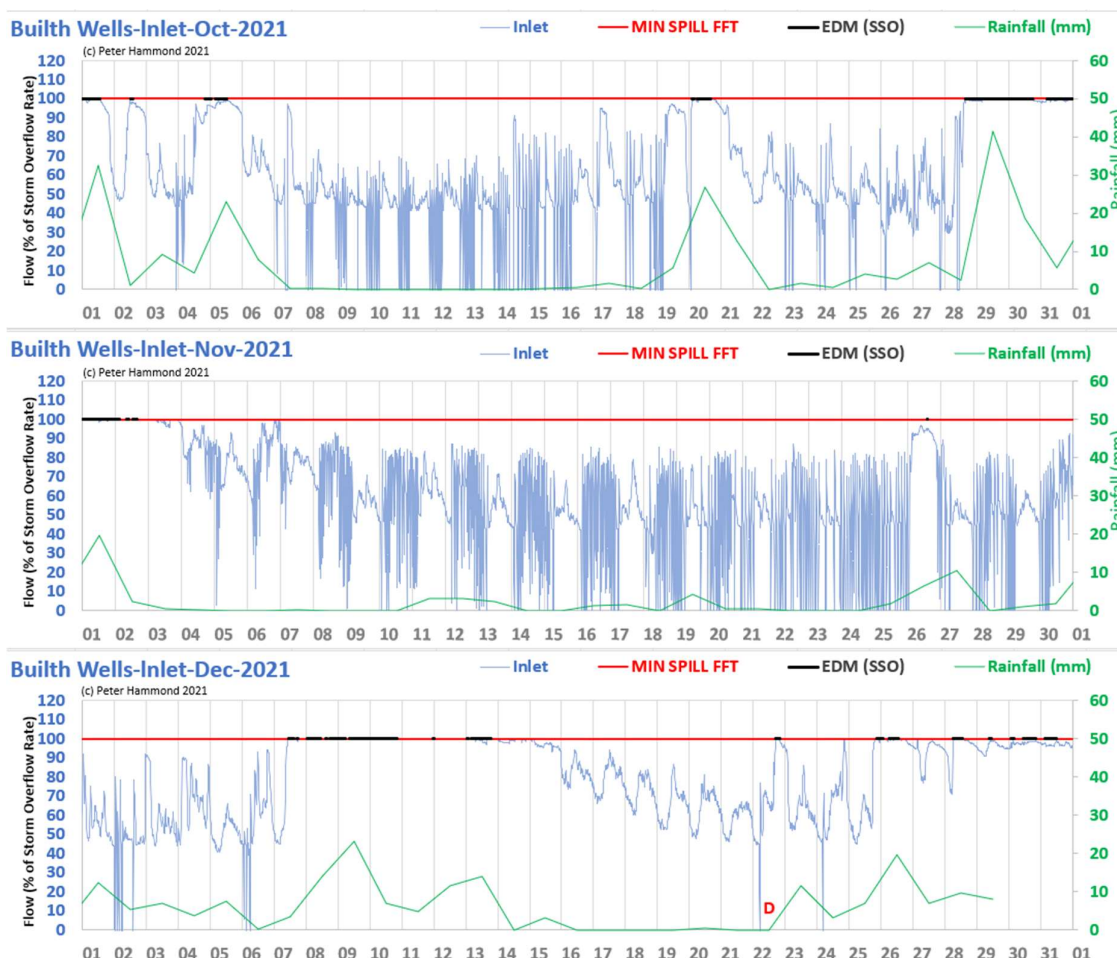 Builth Wells-Inlet-Oct-2021 Inlet MIN SPILL FFT EDM (SSO) Rainfall (mm)
(c) Peter Hammond 2021
Flow (% of Storm Overflow Rate)
120 110 100 90 80 70 60 50 40 30 20 10 0
60 50 40 30 20 10 0
Rainfall (mm)
01 02 03 04 05 06 07 08 09 10 11 12 13 14 15 16 17 18 19 20 21 22 23 24 25 26 27 28 29 30 31 01
Builth Wells-Inlet-Nov-2021 Inlet MIN SPILL FFT EDM (SSO) Rainfall (mm)
(c) Peter Hammond 2021
Flow (% of Storm Overflow Rate)
120 110 100 90 80 70 60 50 40 30 20 10 0
60 50 40 30 20 10 0
Rainfall (mm)
01 02 03 04 05 06 07 08 09 10 11 12 13 14 15 16 17 18 19 20 21 22 23 24 25 26 27 28 29 30 01
Builth Wells-Inlet-Dec-2021 Inlet MIN SPILL FFT EDM (SSO) Rainfall (mm)
(c) Peter Hammond 2021
Flow (% of Storm Overflow Rate)
120 110 100 90 80 70 60 50 40 30 20 10 0
60 50 40 30 20 10 0
Rainfall (mm)
D
01 02 03 04 05 06 07 08 09 10 11 12 13 14 15 16 17 18 19 20 21 22 23 24 25 26 27 28 29 30 31 01